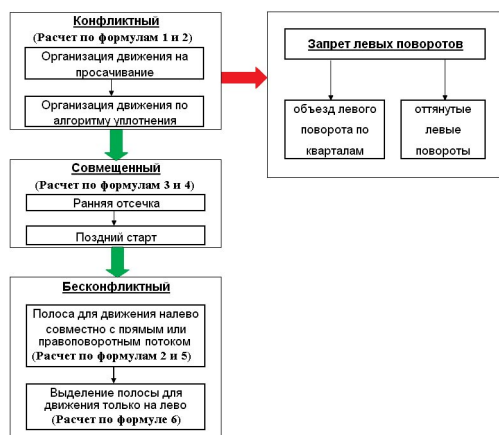 Конфликтный
(Расчет по формулам 1 и 2)
Организация движения на
просачивание
Организация движения по
алгоритму уплотнения
Совмещенный
(Расчет по формулам 3 и 4)
Ранняя отсечка
Поздний старт
Бесконфликтный
Полоса для движения налево
совместно с прямым или
правоповоротным потоком
(Расчет по формулам 2 и 5)
Выделение полосы для
движения только на лево
(Расчет по формуле 6)
Запрет левых поворотов
объезд левого
поворота по
кварталам
оттянутые
левые
повороты